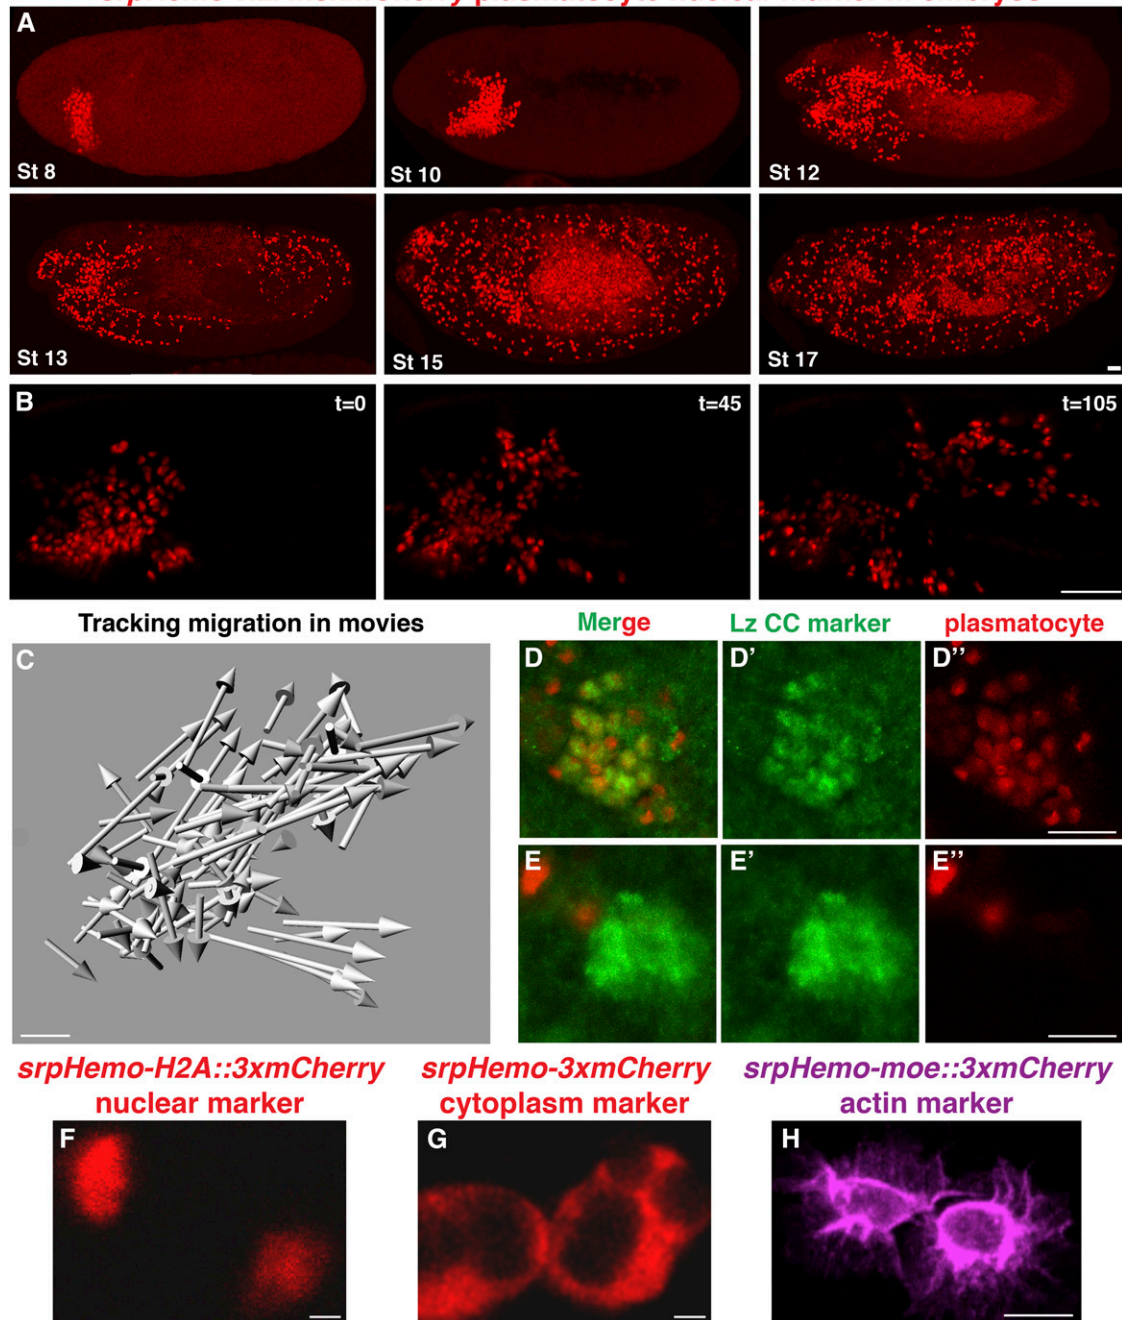 A
St 8
St 10
St 12
St 13
St 15
St 17
B
t=0
t=45
t=105
Tracking migration in movies
C
Merge
Lz CC marker
plasmatocyte
D
D'
D''
E
E'
E''
srpHemo-H2A::3xmCherry
nuclear marker
srpHemo-3xmCherry
cytoplasm marker
srpHemo-moe::3xmCherry
actin marker
F
G
H